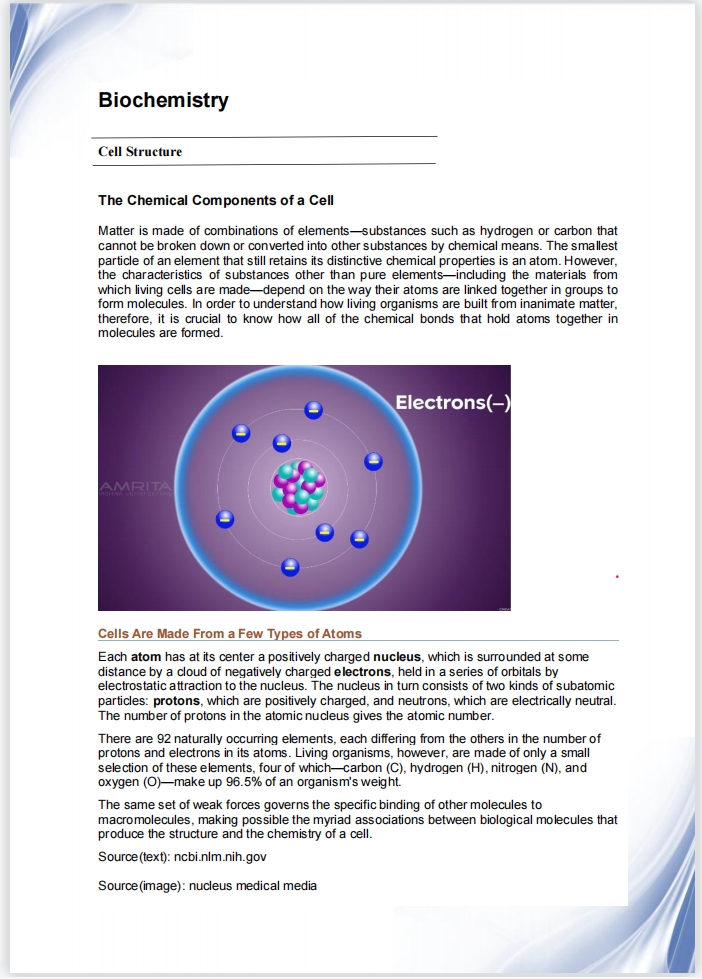 Biochemistry
Cell Structure
The Chemical Components of a Cell
Matter is made of combinations of elements—substances such as hydrogen or carbon that
cannot be broken down or converted into other substances by chemical means. The smallest
particle of an element that still retains its distinctive chemical properties is an atom. However,
the characteristics of substances other than pure elements—including the materials from
which living cells are made—depend on the way their atoms are linked together in groups to
form molecules. In order to understand how living organisms are built from inanimate matter,
therefore, it is crucial to know how all of the chemical bonds that hold atoms together in
molecules are formed.
Electrons(–)
AMRITA
Cells Are Made From a Few Types of Atoms
Each atom has at its center a positively charged nucleus, which is surrounded at some
distance by a cloud of negatively charged electrons, held in a series of orbitals by
electrostatic attraction to the nucleus. The nucleus in turn consists of two kinds of subatomic
particles: protons, which are positively charged, and neutrons, which are electrically neutral.
The number of protons in the atomic nucleus gives the atomic number.
There are 92 naturally occurring elements, each differing from the others in the number of
protons and electrons in its atoms. Living organisms, however, are made of only a small
selection of these elements, four of which—carbon (C), hydrogen (H), nitrogen (N), and
oxygen (O)—make up 96.5% of an organism's weight.
The same set of weak forces governs the specific binding of other molecules to
macromolecules, making possible the myriad associations between biological molecules that
produce the structure and the chemistry of a cell.
Source(text): ncbi.nlm.nih.gov
Source(image): nucleus medical media